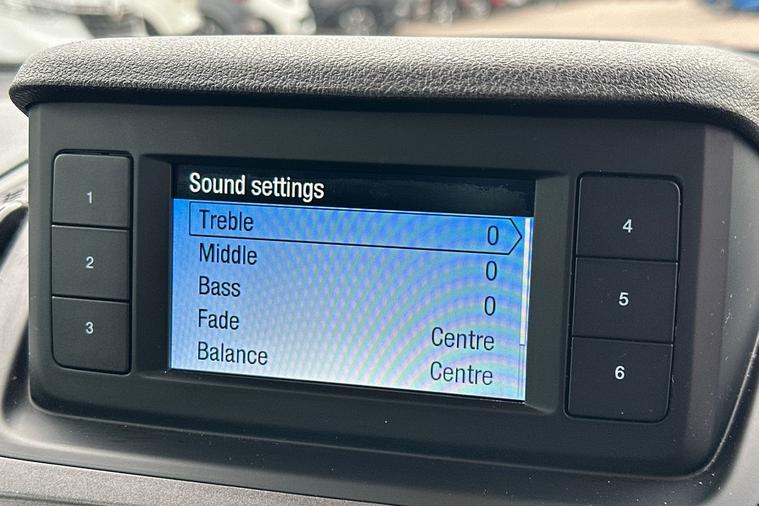 Sound settings
Treble 0
Middle 0
Bass 0
Fade Centre
Balance Centre
1
2
3
4
5
6